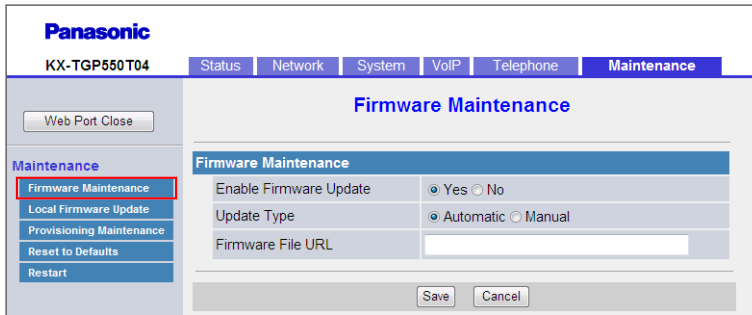 Panasonic
KX-TGP550T04 Status Network System VoIP Telephone Maintenance
Web Port Close
Firmware Maintenance
Maintenance
Firmware Maintenance
Local Firmware Update
Provisioning Maintenance
Reset to Defaults
Restart
Firmware Maintenance
Enable Firmware Update Yes No
Update Type Automatic Manual
Firmware File URL
Save Cancel